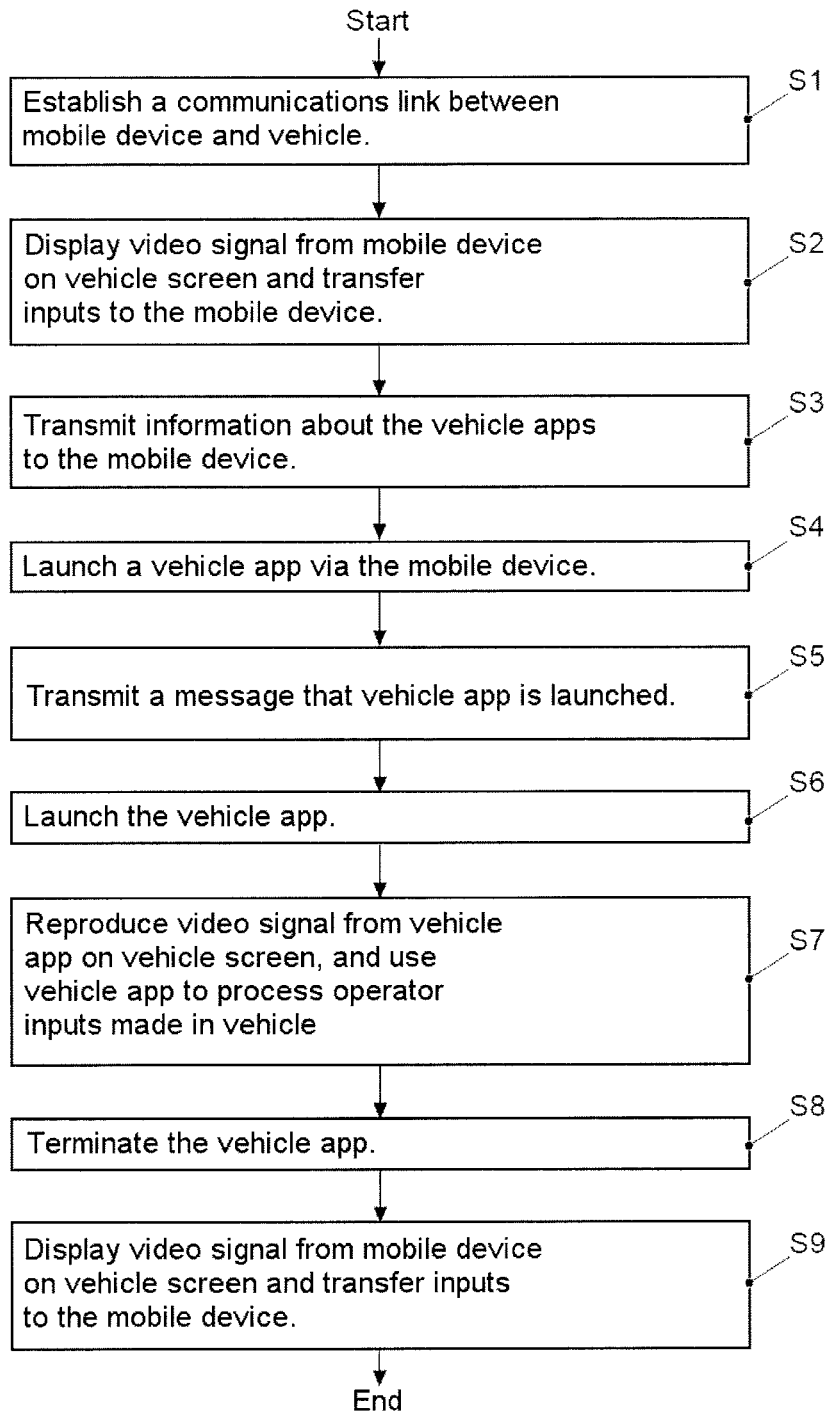 Start
S1
Establish a communications link between
mobile device and vehicle.
S2
Display video signal from mobile device
on vehicle screen and transfer
inputs to the mobile device.
S3
Transmit information about the vehicle apps
to the mobile device.
S4
Launch a vehicle app via the mobile device.
S5
Transmit a message that vehicle app is launched.
S6
Launch the vehicle app.
S7
Reproduce video signal from vehicle
app on vehicle screen, and use
vehicle app to process operator
inputs made in vehicle
S8
Terminate the vehicle app.
S9
Display video signal from mobile device
on vehicle screen and transfer inputs
to the mobile device.
End